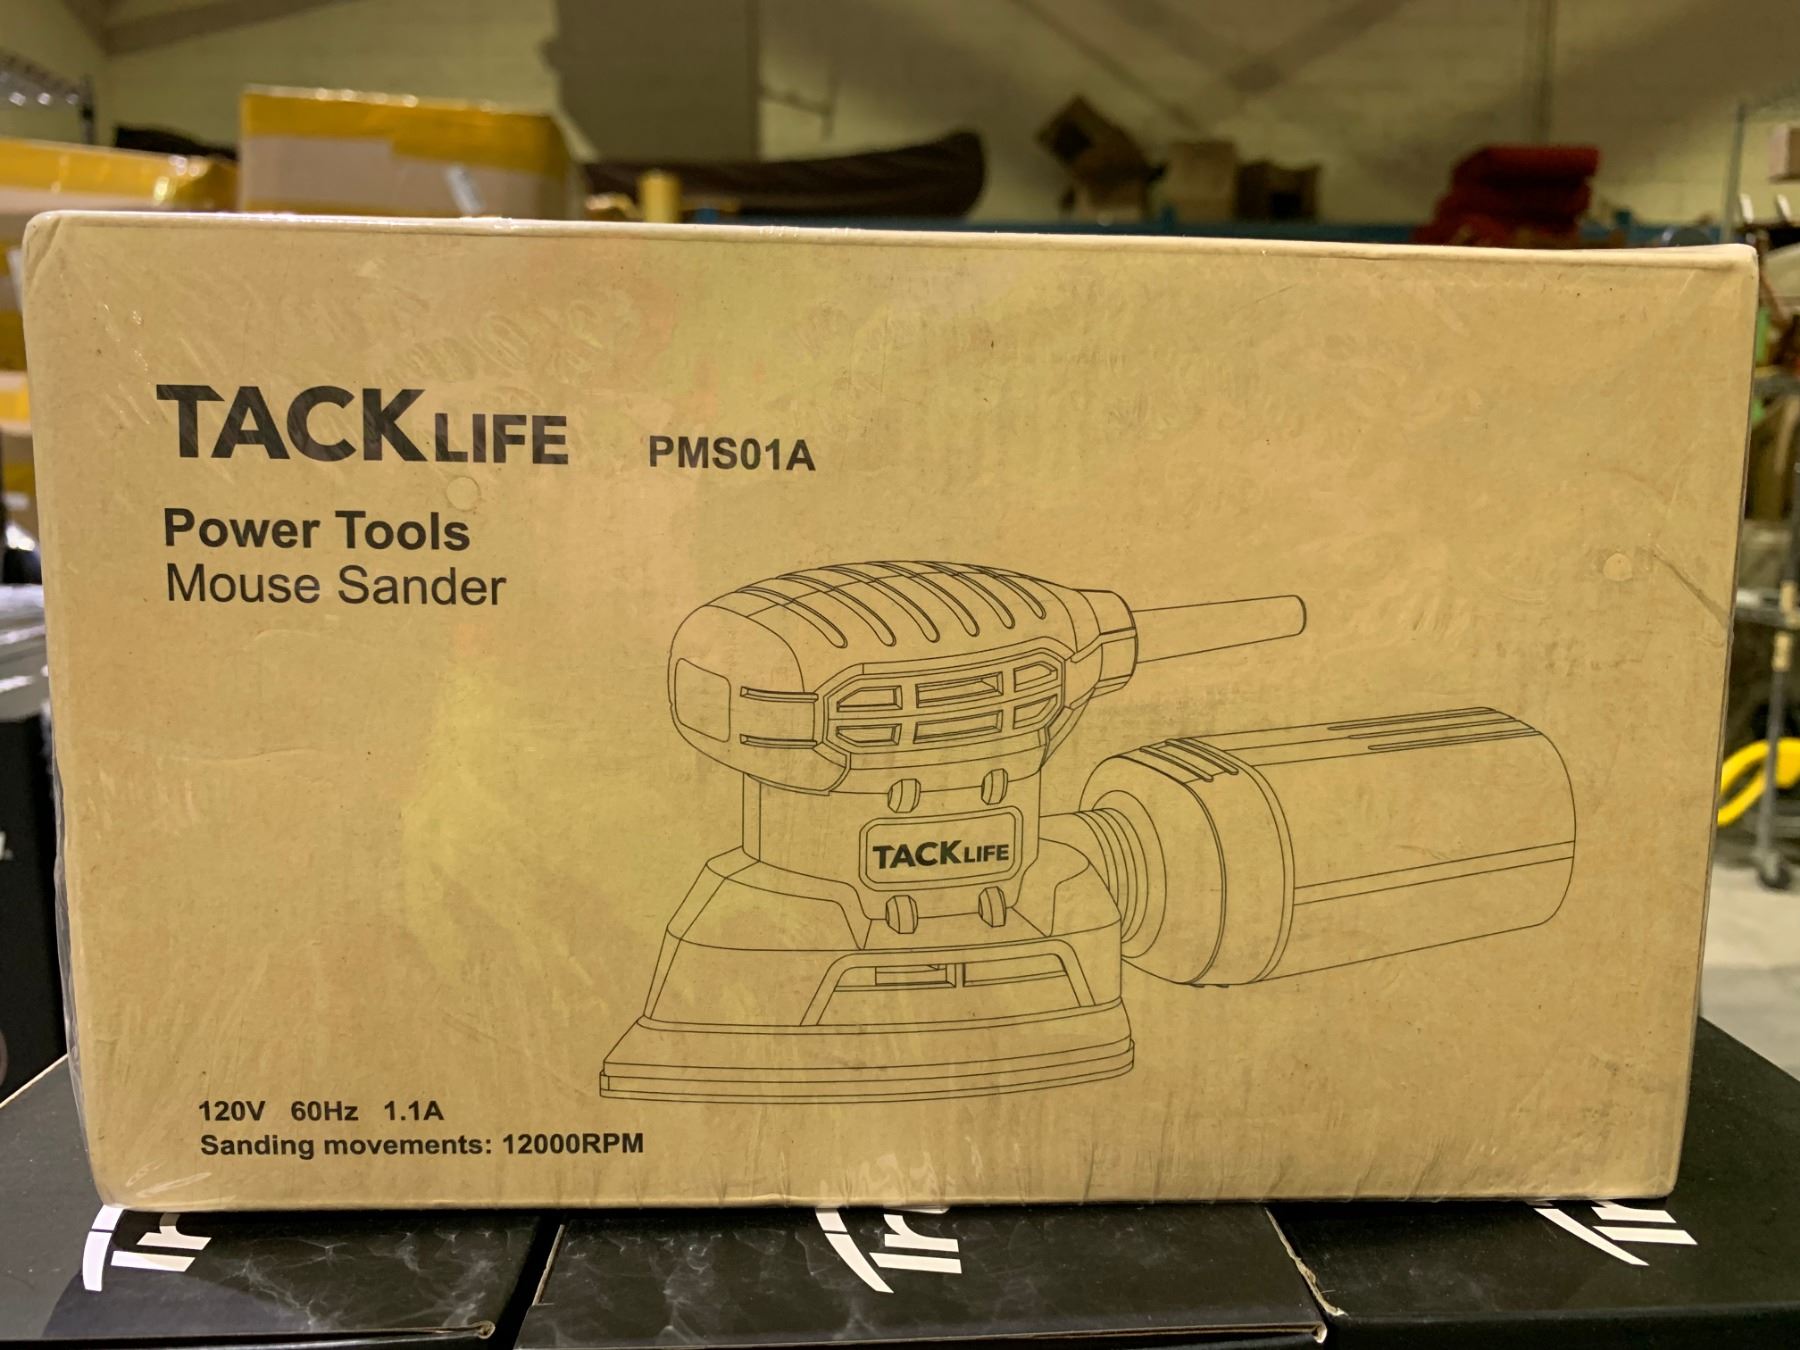 TACKLIFE PMS01A
Power Tools
Mouse Sander
TACKLIFE
120V 60Hz 1.1A
Sanding movements: 12000RPM